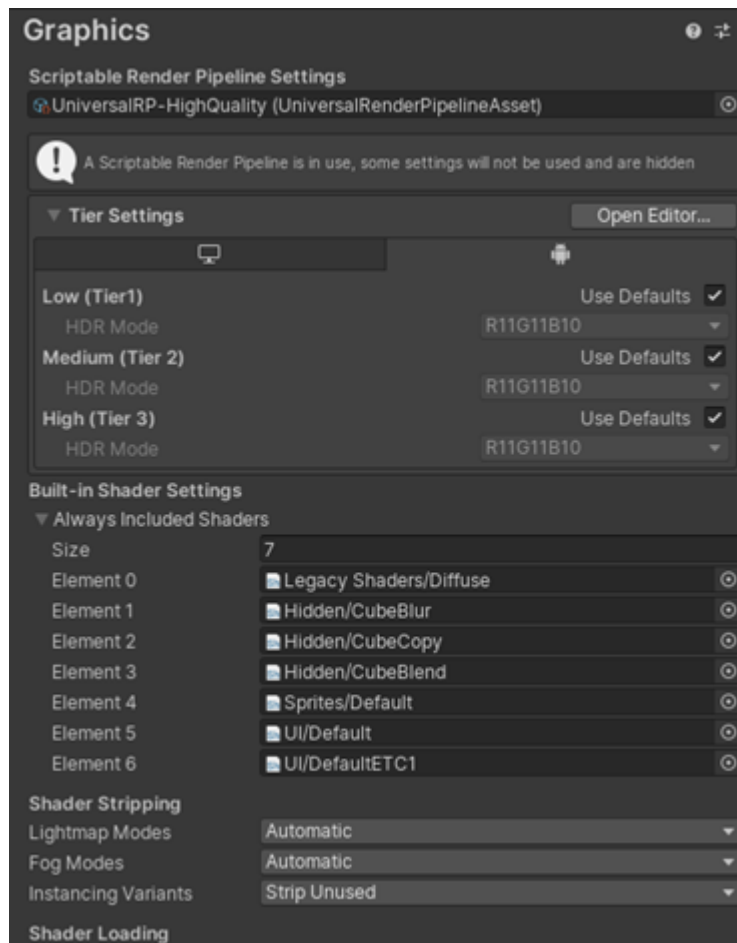 Graphics
Scriptable Render Pipeline Settings
UniversalRP-HighQuality (UniversalRenderPipelineAsset)
A Scriptable Render Pipeline is in use, some settings will not be used and are hidden
Tier Settings Open Editor...
Low (Tier1) Use Defaults
HDR Mode R11G11B10
Medium (Tier 2) Use Defaults
HDR Mode R11G11B10
High (Tier 3) Use Defaults
HDR Mode R11G11B10
Built-in Shader Settings
Always Included Shaders
Size 7
Element 0 Legacy Shaders/Diffuse
Element 1 Hidden/CubeBlur
Element 2 Hidden/CubeCopy
Element 3 Hidden/CubeBlend
Element 4 Sprites/Default
Element 5 UI/Default
Element 6 UI/DefaultETC1
Shader Stripping
Lightmap Modes Automatic
Fog Modes Automatic
Instancing Variants Strip Unused
Shader Loading